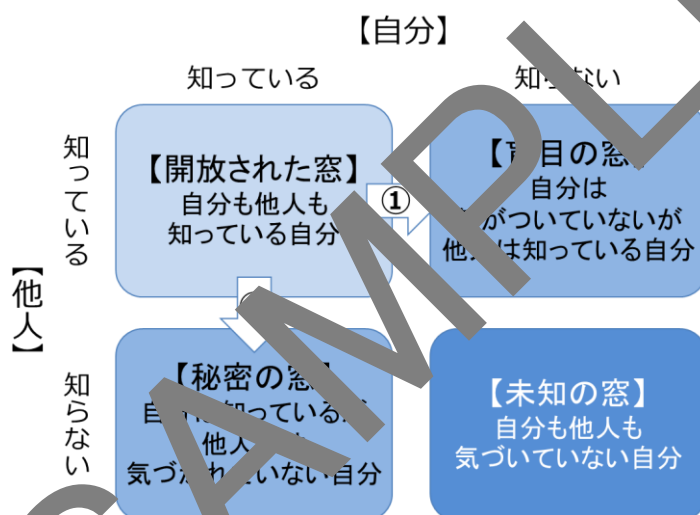 【自分】
知っている
知らない
【他人】
知っている
知らない
【開放された窓】
自分も他人も
知っている自分
①
【盲目の窓】
自分は
がついていないが
は知っている自分
【秘密の窓】
知っているが
他人
気づ
いない自分
【未知の窓】
自分も他人も
気づいていない自分
SAMPL